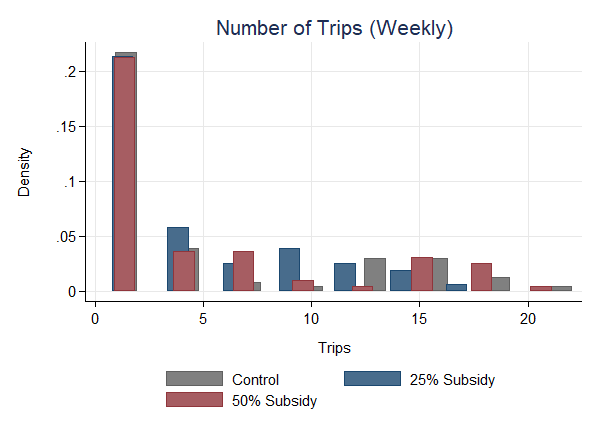 Number of Trips (Weekly)
.2
.15
.1
.05
0
Density
0 5 10 15 20
Trips
Control 25% Subsidy
50% Subsidy